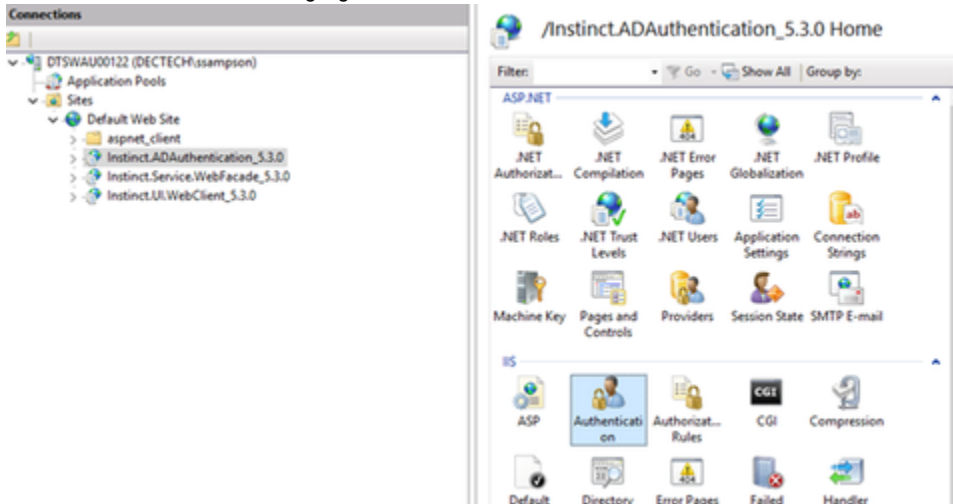 Connections
DTSWAU00122 (DECTECH\ssampson)
Application Pools
Sites
Default Web Site
aspnet_client
Instinct.ADAuthentication_5.3.0
Instinct.Service.WebFacade_5.3.0
Instinct.UI.WebClient_5.3.0
/Instinct.ADAuthentication_5.3.0 Home
Filter: Go Show All Group by:
ASP.NET
.NET Authorizat...
.NET Compilation
.NET Error Pages
.NET Globalization
.NET Profile
.NET Roles
.NET Trust Levels
.NET Users
Application Settings
Connection Strings
Machine Key
Pages and Controls
Providers
Session State
SMTP E-mail
IIS
ASP
Authenticati on
Authorizat... Rules
CGI
Compression
Default
Directory
Error Pages
Failed
Handler